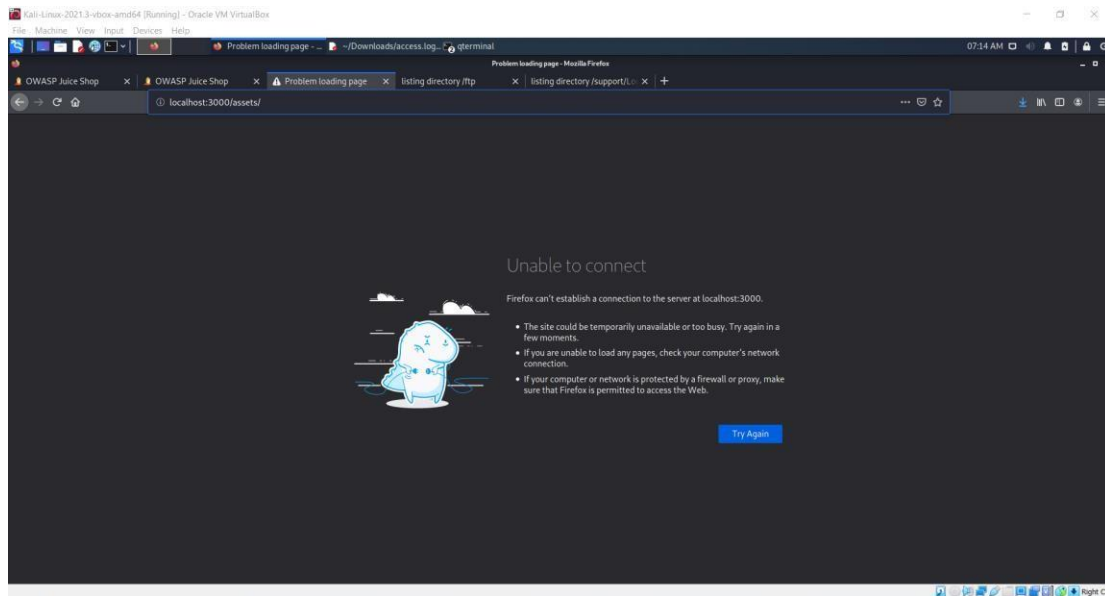 Kali-Linux-2021.3-vbox-amd64 [Running] - Oracle VM VirtualBox
File Machine View Input Devices Help
Problem loading page - ... ~/Downloads/access.log... qterminal 07:14 AM
Problem loading page - Mozilla Firefox
OWASP Juice Shop OWASP Juice Shop Problem loading page listing directory /ftp listing directory /support/
localhost:3000/assets/
Unable to connect
Firefox can't establish a connection to the server at localhost:3000.
The site could be temporarily unavailable or too busy. Try again in a
few moments.
If you are unable to load any pages, check your computer's network
connection.
If your computer or network is protected by a firewall or proxy, make
sure that Firefox is permitted to access the Web.
Try Again
Right C